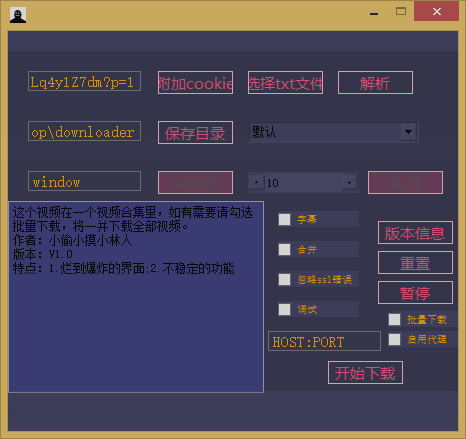 Lq4y1Z7dm?p=1 附加cookie 选择txt文件 解析
op\downloader 保存目录 默认
window 10
这个视频在一个视频合集里，如有需要请勾选
批量下载，将一并下载全部视频。
作者：小偷小摸小林人
版本：V1.0
特点：1.烂到爆炸的界面;2.不稳定的功能
字幕
合并
忽略ssl错误
调试
版本信息
重置
暂停
批量下载
启用代理
HOST:PORT
开始下载